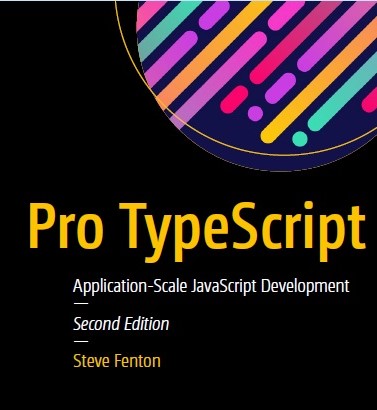 Pro TypeScript
Application-Scale JavaScript Development
Second Edition
Steve Fenton